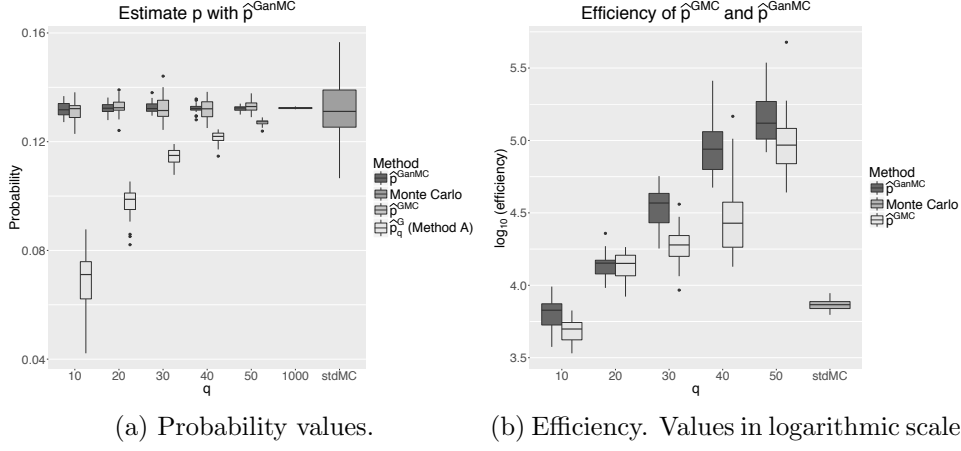 Estimate p with p̂^GanMC
Probability
0.16
0.12
0.08
0.04
10 20 30 40 50 1000 stdMC
q
Method
p̂^GanMC
Monte Carlo
p̂^GMC
p̂_q^G (Method A)
(a) Probability values.
Efficiency of p̂^GMC and p̂^GanMC
log₁₀ (efficiency)
5.5
5.0
4.5
4.0
3.5
10 20 30 40 50 stdMC
q
Method
p̂^GanMC
Monte Carlo
p̂^GMC
(b) Efficiency. Values in logarithmic scale